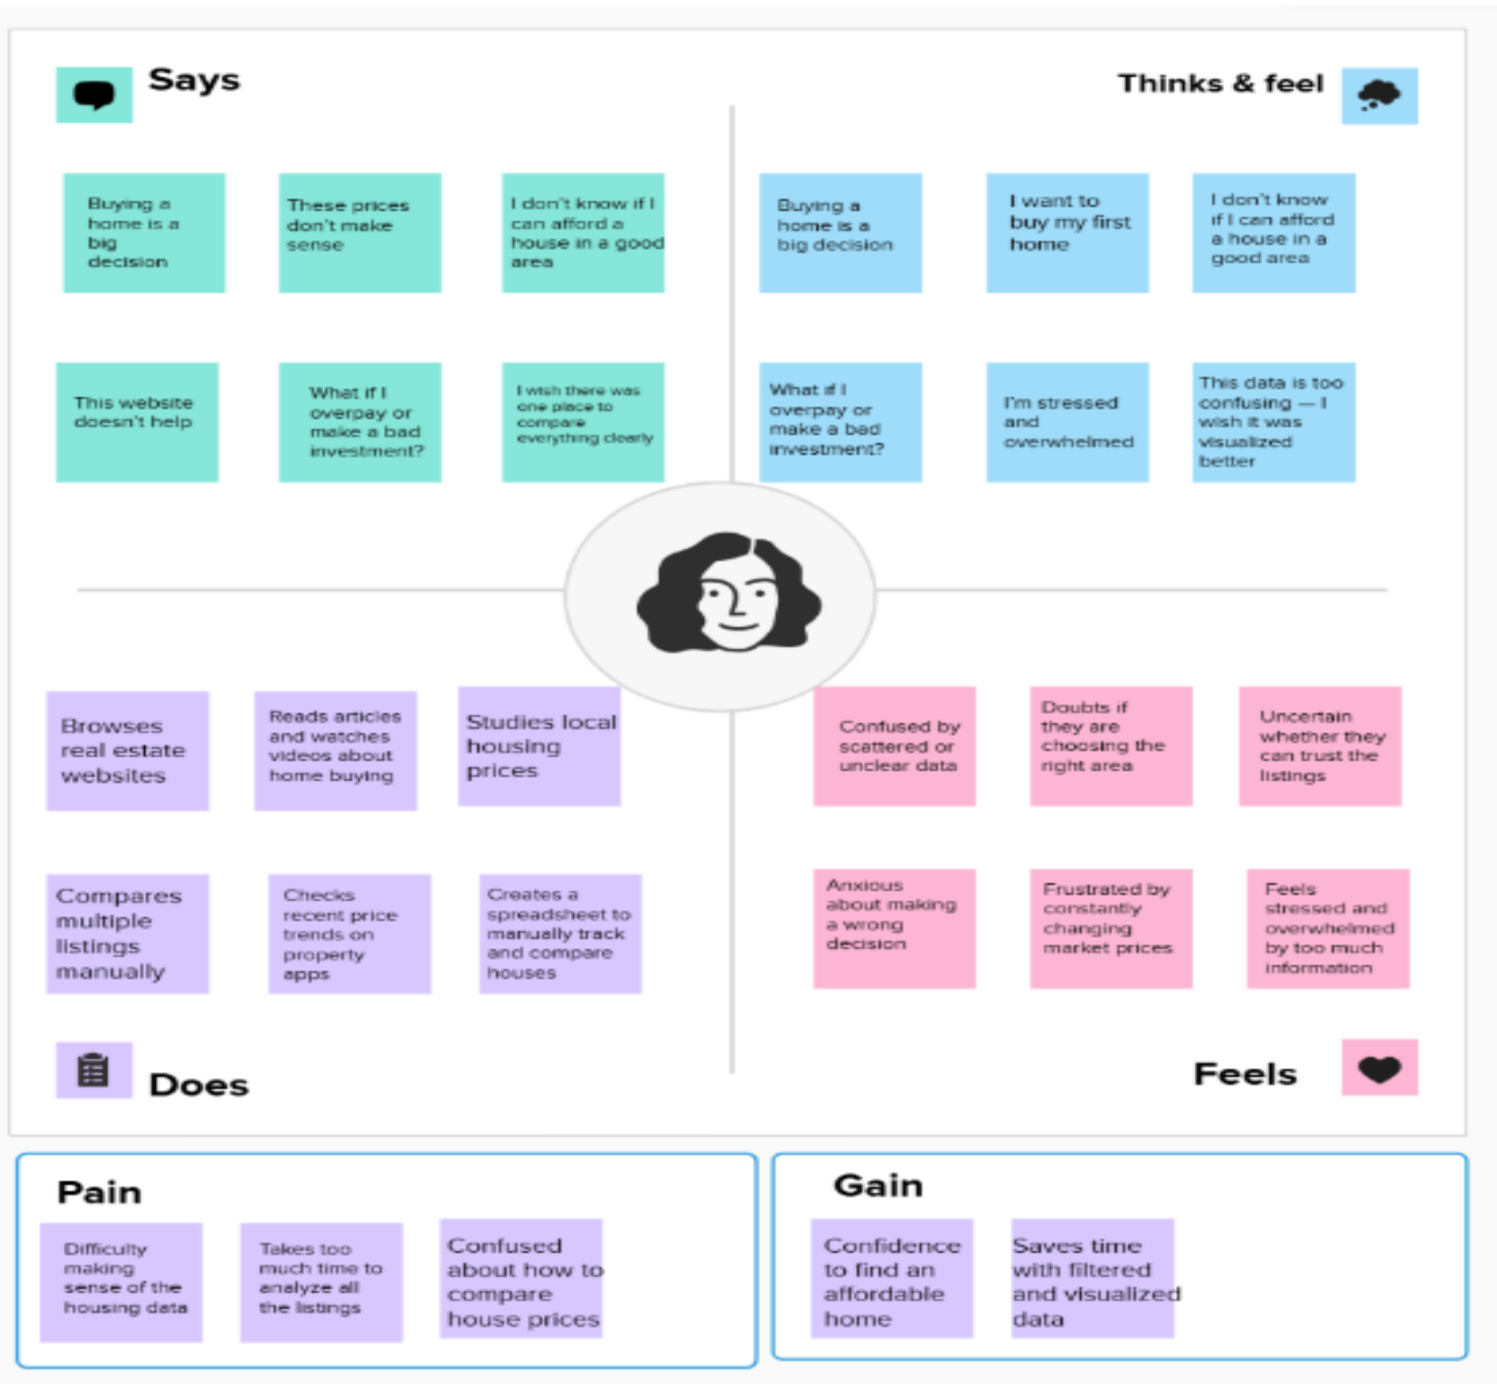 Says
Buying a
home is a
big
decision
These prices
don't make
sense
I don't know if I
can afford a
house in a good
area
This website
doesn't help
What if I
overpay or
make a bad
investment?
I wish there was
one place to
compare
everything clearly
Thinks & feel
Buying a
home is a
big decision
I want to
buy my first
home
I don't know
if I can afford
a house in a
good area
What if I
overpay or
make a bad
investment?
I'm stressed
and
overwhelmed
This data is too
confusing — I
wish it was
visualized
better
Browses
real estate
websites
Reads articles
and watches
videos about
home buying
Studies local
housing
prices
Compares
multiple
listings
manually
Checks
recent price
trends on
property
apps
Creates a
spreadsheet to
manually track
and compare
houses
Does
Confused by
scattered or
unclear data
Doubts if
they are
choosing the
right area
Uncertain
whether they
can trust the
listings
Anxious
about making
a wrong
decision
Frustrated by
constantly
changing
market prices
Feels
stressed and
overwhelmed
by too much
information
Feels
Pain
Difficulty
making
sense of the
housing data
Takes too
much time to
analyze all
the listings
Confused
about how to
compare
house prices
Gain
Confidence
to find an
affordable
home
Saves time
with filtered
and visualized
data